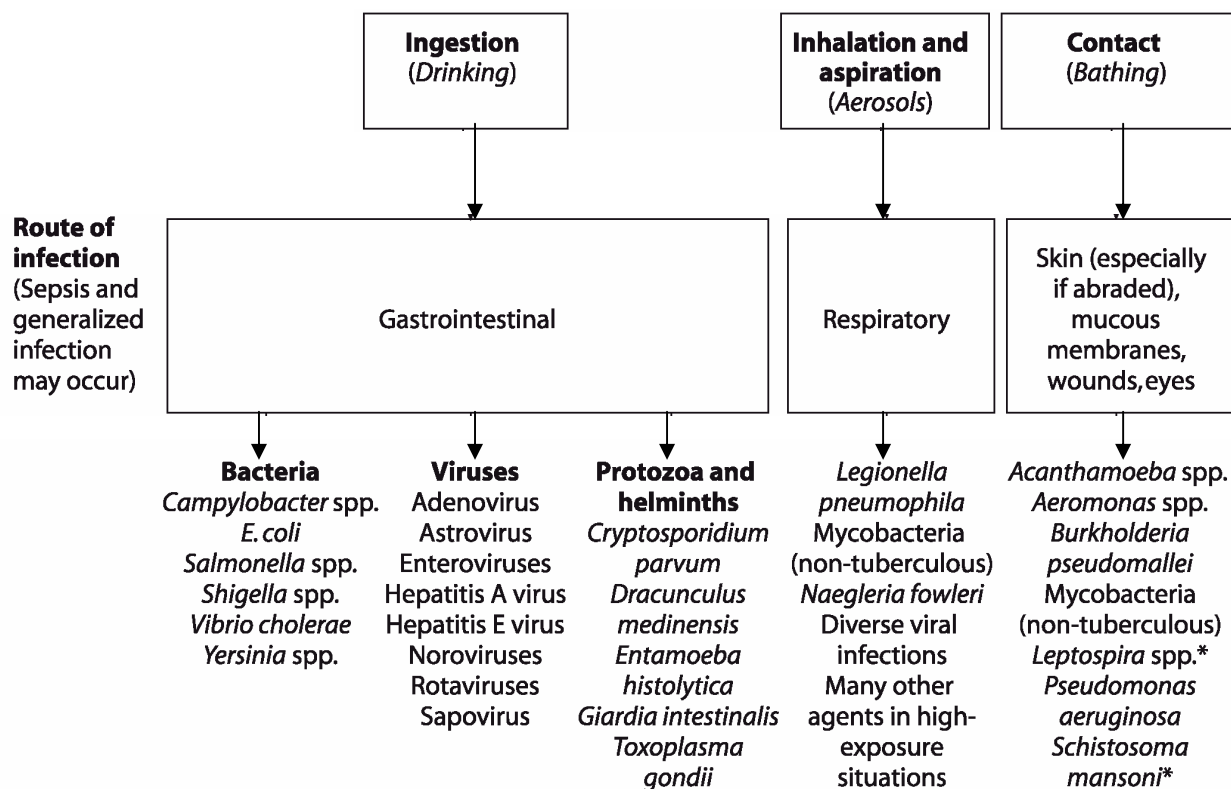 Ingestion
(Drinking)
Inhalation and
aspiration
(Aerosols)
Contact
(Bathing)
Route of
infection
(Sepsis and
generalized
infection
may occur)
Gastrointestinal
Respiratory
Skin (especially
if abraded),
mucous
membranes,
wounds,eyes
Bacteria
Campylobacter spp.
E. coli
Salmonella spp.
Shigella spp.
Vibrio cholerae
Yersinia spp.
Viruses
Adenovirus
Astrovirus
Enteroviruses
Hepatitis A virus
Hepatitis E virus
Noroviruses
Rotaviruses
Sapovirus
Protozoa and
helminths
Cryptosporidium
parvum
Dracunculus
medinensis
Entamoeba
histolytica
Giardia intestinalis
Toxoplasma
gondii
Legionella
pneumophila
Mycobacteria
(non-tuberculous)
Naegleria fowleri
Diverse viral
infections
Many other
agents in high-
exposure
situations
Acanthamoeba spp.
Aeromonas spp.
Burkholderia
pseudomallei
Mycobacteria
(non-tuberculous)
Leptospira spp.*
Pseudomonas
aeruginosa
Schistosoma
mansoni*